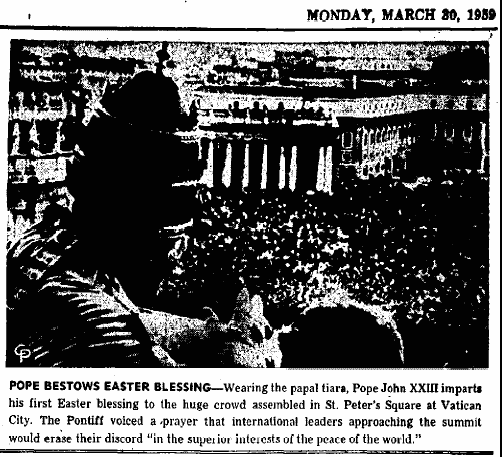 MONDAY, MARCH 30, 1959
CP
POPE BESTOWS EASTER BLESSING—Wearing the papal tiara, Pope John XXIII imparts
his first Easter blessing to the huge crowd assembled in St. Peter's Square at Vatican
City. The Pontiff voiced a prayer that international leaders approaching the summit
would erase their discord "in the superior interests of the peace of the world."